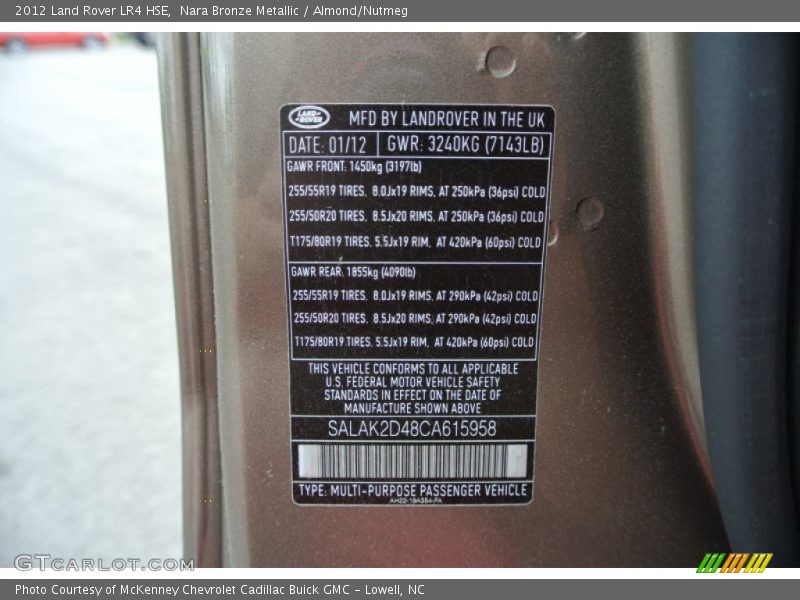 2012 Land Rover LR4 HSE, Nara Bronze Metallic / Almond/Nutmeg
LAND ROVER
MFD BY LANDROVER IN THE UK
DATE: 01/12 GWR: 3240KG (7143LB)
GAWR FRONT: 1450kg (3197lb)
255/55R19 TIRES, 8.0Jx19 RIMS, AT 250kPa (36psi) COLD
255/50R20 TIRES, 8.5Jx20 RIMS, AT 250kPa (36psi) COLD
T175/80R19 TIRES, 5.5Jx19 RIM, AT 420kPa (60psi) COLD
GAWR REAR: 1855kg (4090lb)
255/55R19 TIRES, 8.0Jx19 RIMS, AT 290kPa (42psi) COLD
255/50R20 TIRES, 8.5Jx20 RIMS, AT 290kPa (42psi) COLD
T175/80R19 TIRES, 5.5Jx19 RIM, AT 420kPa (60psi) COLD
THIS VEHICLE CONFORMS TO ALL APPLICABLE
U.S. FEDERAL MOTOR VEHICLE SAFETY
STANDARDS IN EFFECT ON THE DATE OF
MANUFACTURE SHOWN ABOVE
SALAK2D48CA615958
TYPE: MULTI-PURPOSE PASSENGER VEHICLE
AH22-19A354-FA
GTCARLOT.COM
Photo Courtesy of McKenney Chevrolet Cadillac Buick GMC - Lowell, NC